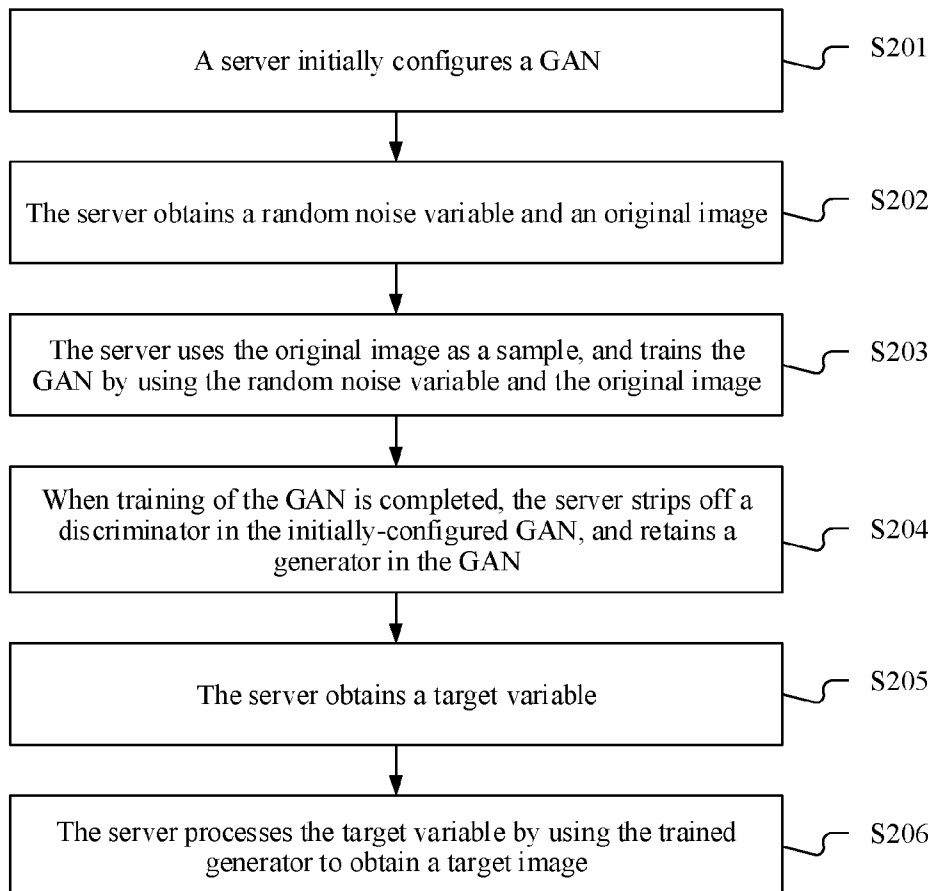 A server initially configures a GAN
S201
The server obtains a random noise variable and an original image
S202
The server uses the original image as a sample, and trains the
GAN by using the random noise variable and the original image
S203
When training of the GAN is completed, the server strips off a
discriminator in the initially-configured GAN, and retains a
generator in the GAN
S204
The server obtains a target variable
S205
The server processes the target variable by using the trained
generator to obtain a target image
S206